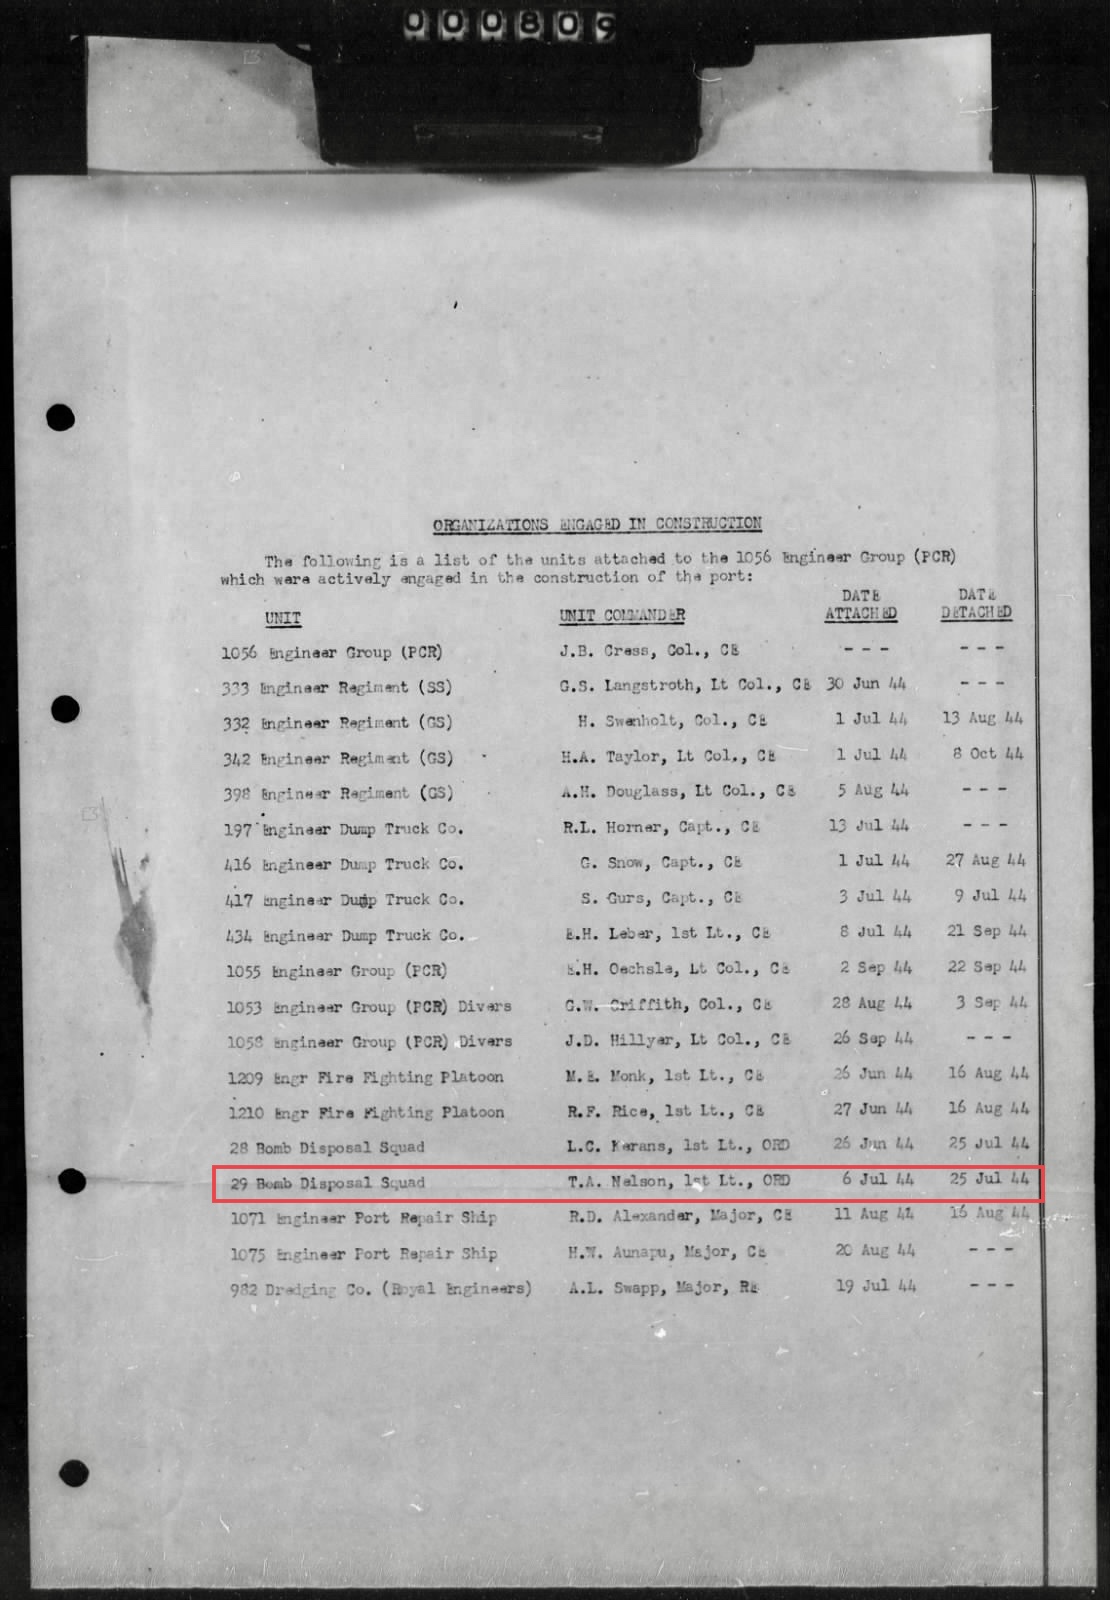 000809
ORGANIZATIONS ENGAGED IN CONSTRUCTION
The following is a list of the units attached to the 1056 Engineer Group (PCR)
which were actively engaged in the construction of the port:
UNIT UNIT COMMANDER DATE ATTACHED DATE DETACHED
1056 Engineer Group (PCR) J.B. Cress, Col., CE --- ---
333 Engineer Regiment (SS) G.S. Langstroth, Lt Col., CE 30 Jun 44 ---
332 Engineer Regiment (GS) H. Swenholt, Col., CE 1 Jul 44 13 Aug 44
342 Engineer Regiment (GS) H.A. Taylor, Lt Col., CE 1 Jul 44 8 Oct 44
398 Engineer Regiment (GS) A.H. Douglass, Lt Col., CE 5 Aug 44 ---
197 Engineer Dump Truck Co. R.L. Horner, Capt., CE 13 Jul 44 ---
416 Engineer Dump Truck Co. G. Snow, Capt., CE 1 Jul 44 27 Aug 44
417 Engineer Dump Truck Co. S. Gurs, Capt., CE 3 Jul 44 9 Jul 44
434 Engineer Dump Truck Co. E.H. Leber, 1st Lt., CE 8 Jul 44 21 Sep 44
1055 Engineer Group (PCR) E.H. Oechsle, Lt Col., CE 2 Sep 44 22 Sep 44
1053 Engineer Group (PCR) Divers C.W. Griffith, Col., CE 28 Aug 44 3 Sep 44
1058 Engineer Group (PCR) Divers J.D. Hillyer, Lt Col., CE 26 Sep 44 ---
1209 Engr Fire Fighting Platoon M.E. Monk, 1st Lt., CE 26 Jun 44 16 Aug 44
1210 Engr Fire Fighting Platoon R.F. Rice, 1st Lt., CE 27 Jun 44 16 Aug 44
28 Bomb Disposal Squad L.C. Kerans, 1st Lt., ORD 26 Jun 44 25 Jul 44
29 Bomb Disposal Squad T.A. Nelson, 1st Lt., ORD 6 Jul 44 25 Jul 44
1071 Engineer Port Repair Ship R.D. Alexander, Major, CE 11 Aug 44 16 Aug 44
1075 Engineer Port Repair Ship H.W. Aunapu, Major, CE 20 Aug 44 ---
982 Dredging Co. (Royal Engineers) A.L. Swapp, Major, RE 19 Jul 44 ---